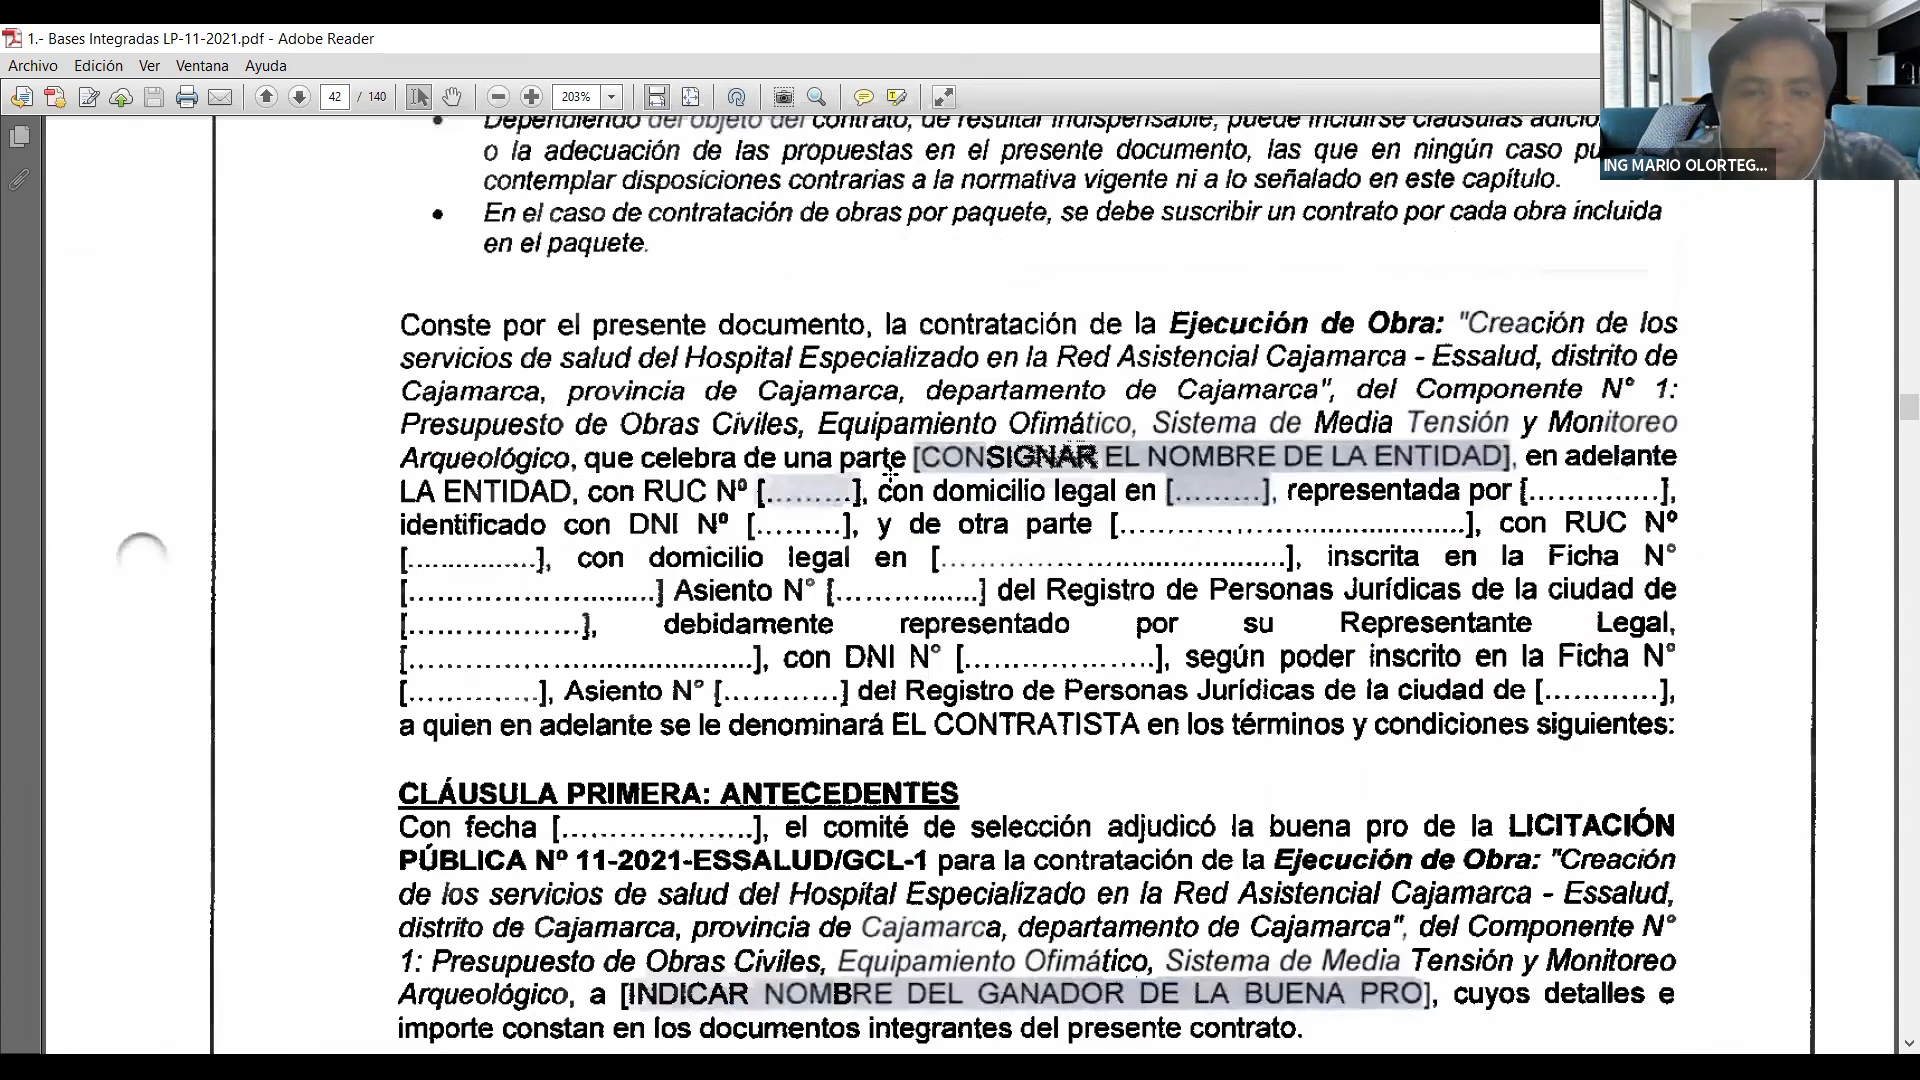 1.- Bases Integradas LP-11-2021.pdf - Adobe Reader
Archivo Edición Ver Ventana Ayuda
42 / 140 203%
ING MARIO OLORTEG...
Dependiendo del objeto del contrato, de resultar indispensable, puede incluirse cláusulas
o la adecuación de las propuestas en el presente documento, las que en ningún caso
contemplar disposiciones contrarias a la normativa vigente ni a lo señalado en este capítulo.
• En el caso de contratación de obras por paquete, se debe suscribir un contrato por cada obra incluida
en el paquete.
Conste por el presente documento, la contratación de la Ejecución de Obra: "Creación de los
servicios de salud del Hospital Especializado en la Red Asistencial Cajamarca - Essalud, distrito de
Cajamarca, provincia de Cajamarca, departamento de Cajamarca", del Componente N° 1:
Presupuesto de Obras Civiles, Equipamiento Ofimático, Sistema de Media Tensión y Monitoreo
Arqueológico, que celebra de una parte [CONSIGNAR EL NOMBRE DE LA ENTIDAD], en adelante
LA ENTIDAD, con RUC Nº [.........], con domicilio legal en [.........], representada por [..............],
identificado con DNI Nº [.........], y de otra parte [...........................................], con RUC Nº
[................], con domicilio legal en [...........................................], inscrita en la Ficha N°
[..............................] Asiento N° [..................] del Registro de Personas Jurídicas de la ciudad de
[.....................], debidamente representado por su Representante Legal,
[...........................................], con DNI N° [.......................], según poder inscrito en la Ficha N°
[................], Asiento N° [..............] del Registro de Personas Jurídicas de la ciudad de [..............],
a quien en adelante se le denominará EL CONTRATISTA en los términos y condiciones siguientes:
CLÁUSULA PRIMERA: ANTECEDENTES
Con fecha [.......................], el comité de selección adjudicó la buena pro de la LICITACIÓN
PÚBLICA Nº 11-2021-ESSALUD/GCL-1 para la contratación de la Ejecución de Obra: "Creación
de los servicios de salud del Hospital Especializado en la Red Asistencial Cajamarca - Essalud,
distrito de Cajamarca, provincia de Cajamarca, departamento de Cajamarca", del Componente N°
1: Presupuesto de Obras Civiles, Equipamiento Ofimático, Sistema de Media Tensión y Monitoreo
Arqueológico, a [INDICAR NOMBRE DEL GANADOR DE LA BUENA PRO], cuyos detalles e
importe constan en los documentos integrantes del presente contrato.